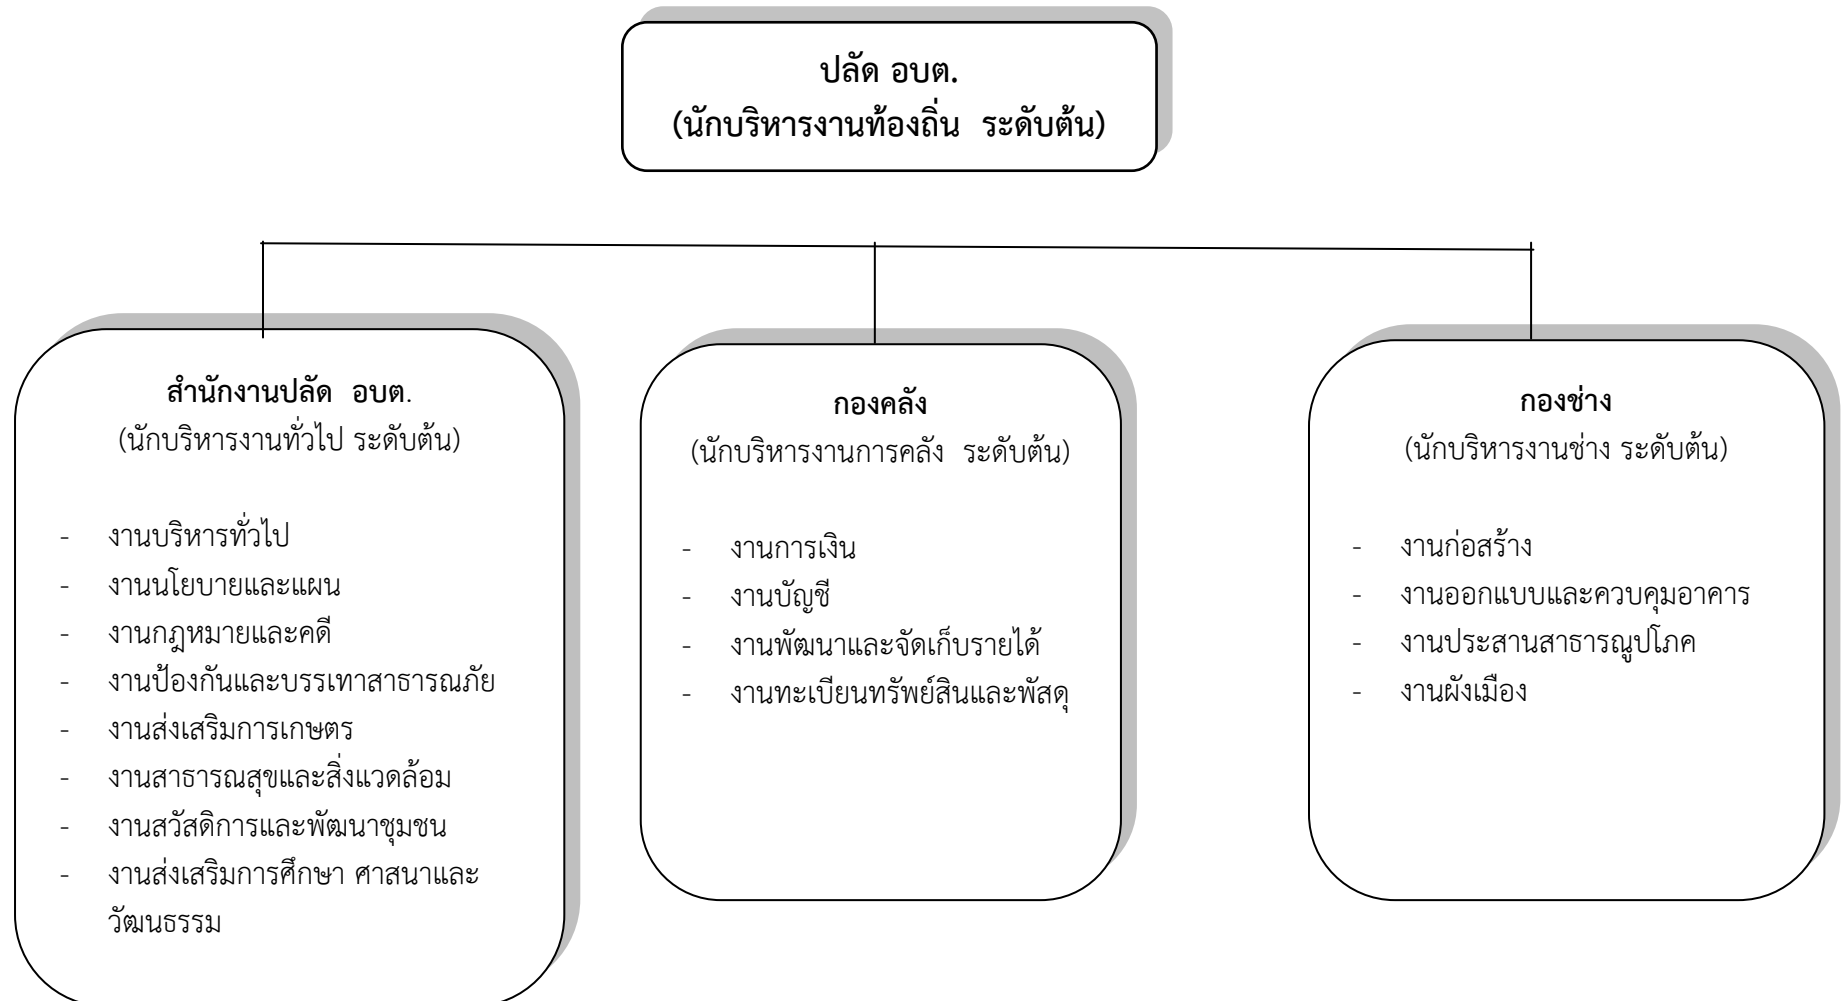 ปลัด อบต.
(นักบริหารงานท้องถิ่น ระดับต้น)
สำนักงานปลัด อบต.
(นักบริหารงานทั่วไป ระดับต้น)
- งานบริหารทั่วไป
- งานนโยบายและแผน
- งานกฎหมายและคดี
- งานป้องกันและบรรเทาสาธารณภัย
- งานส่งเสริมการเกษตร
- งานสาธารณสุขและสิ่งแวดล้อม
- งานสวัสดิการและพัฒนาชุมชน
- งานส่งเสริมการศึกษา ศาสนาและ
วัฒนธรรม
กองคลัง
(นักบริหารงานการคลัง ระดับต้น)
- งานการเงิน
- งานบัญชี
- งานพัฒนาและจัดเก็บรายได้
- งานทะเบียนทรัพย์สินและพัสดุ
กองช่าง
(นักบริหารงานช่าง ระดับต้น)
- งานก่อสร้าง
- งานออกแบบและควบคุมอาคาร
- งานประสานสาธารณูปโภค
- งานผังเมือง